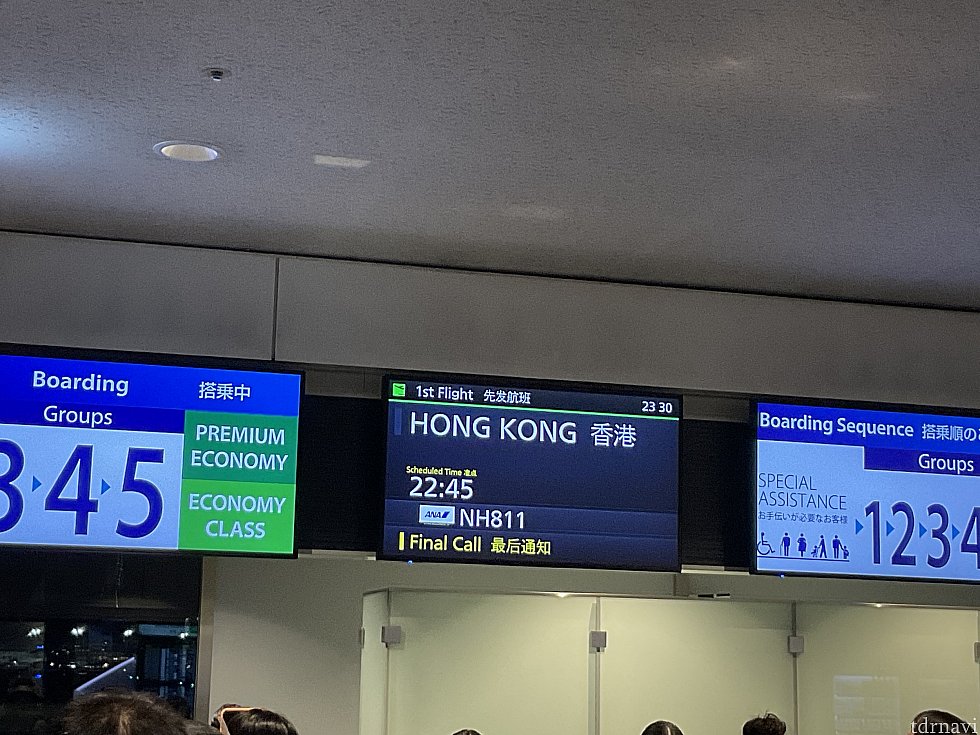 Boarding 搭乗中
Groups
3 4 5
PREMIUM
ECONOMY
ECONOMY
CLASS
1st Flight 先发航班
23 30
HONG KONG 香港
Scheduled Time 准点
22:45
ANA NH811
Final Call 最后通知
Boarding Sequence 搭乗順の
Groups
SPECIAL
ASSISTANCE
お手伝いが必要なお客様
1 2 3 4
tdrnavi